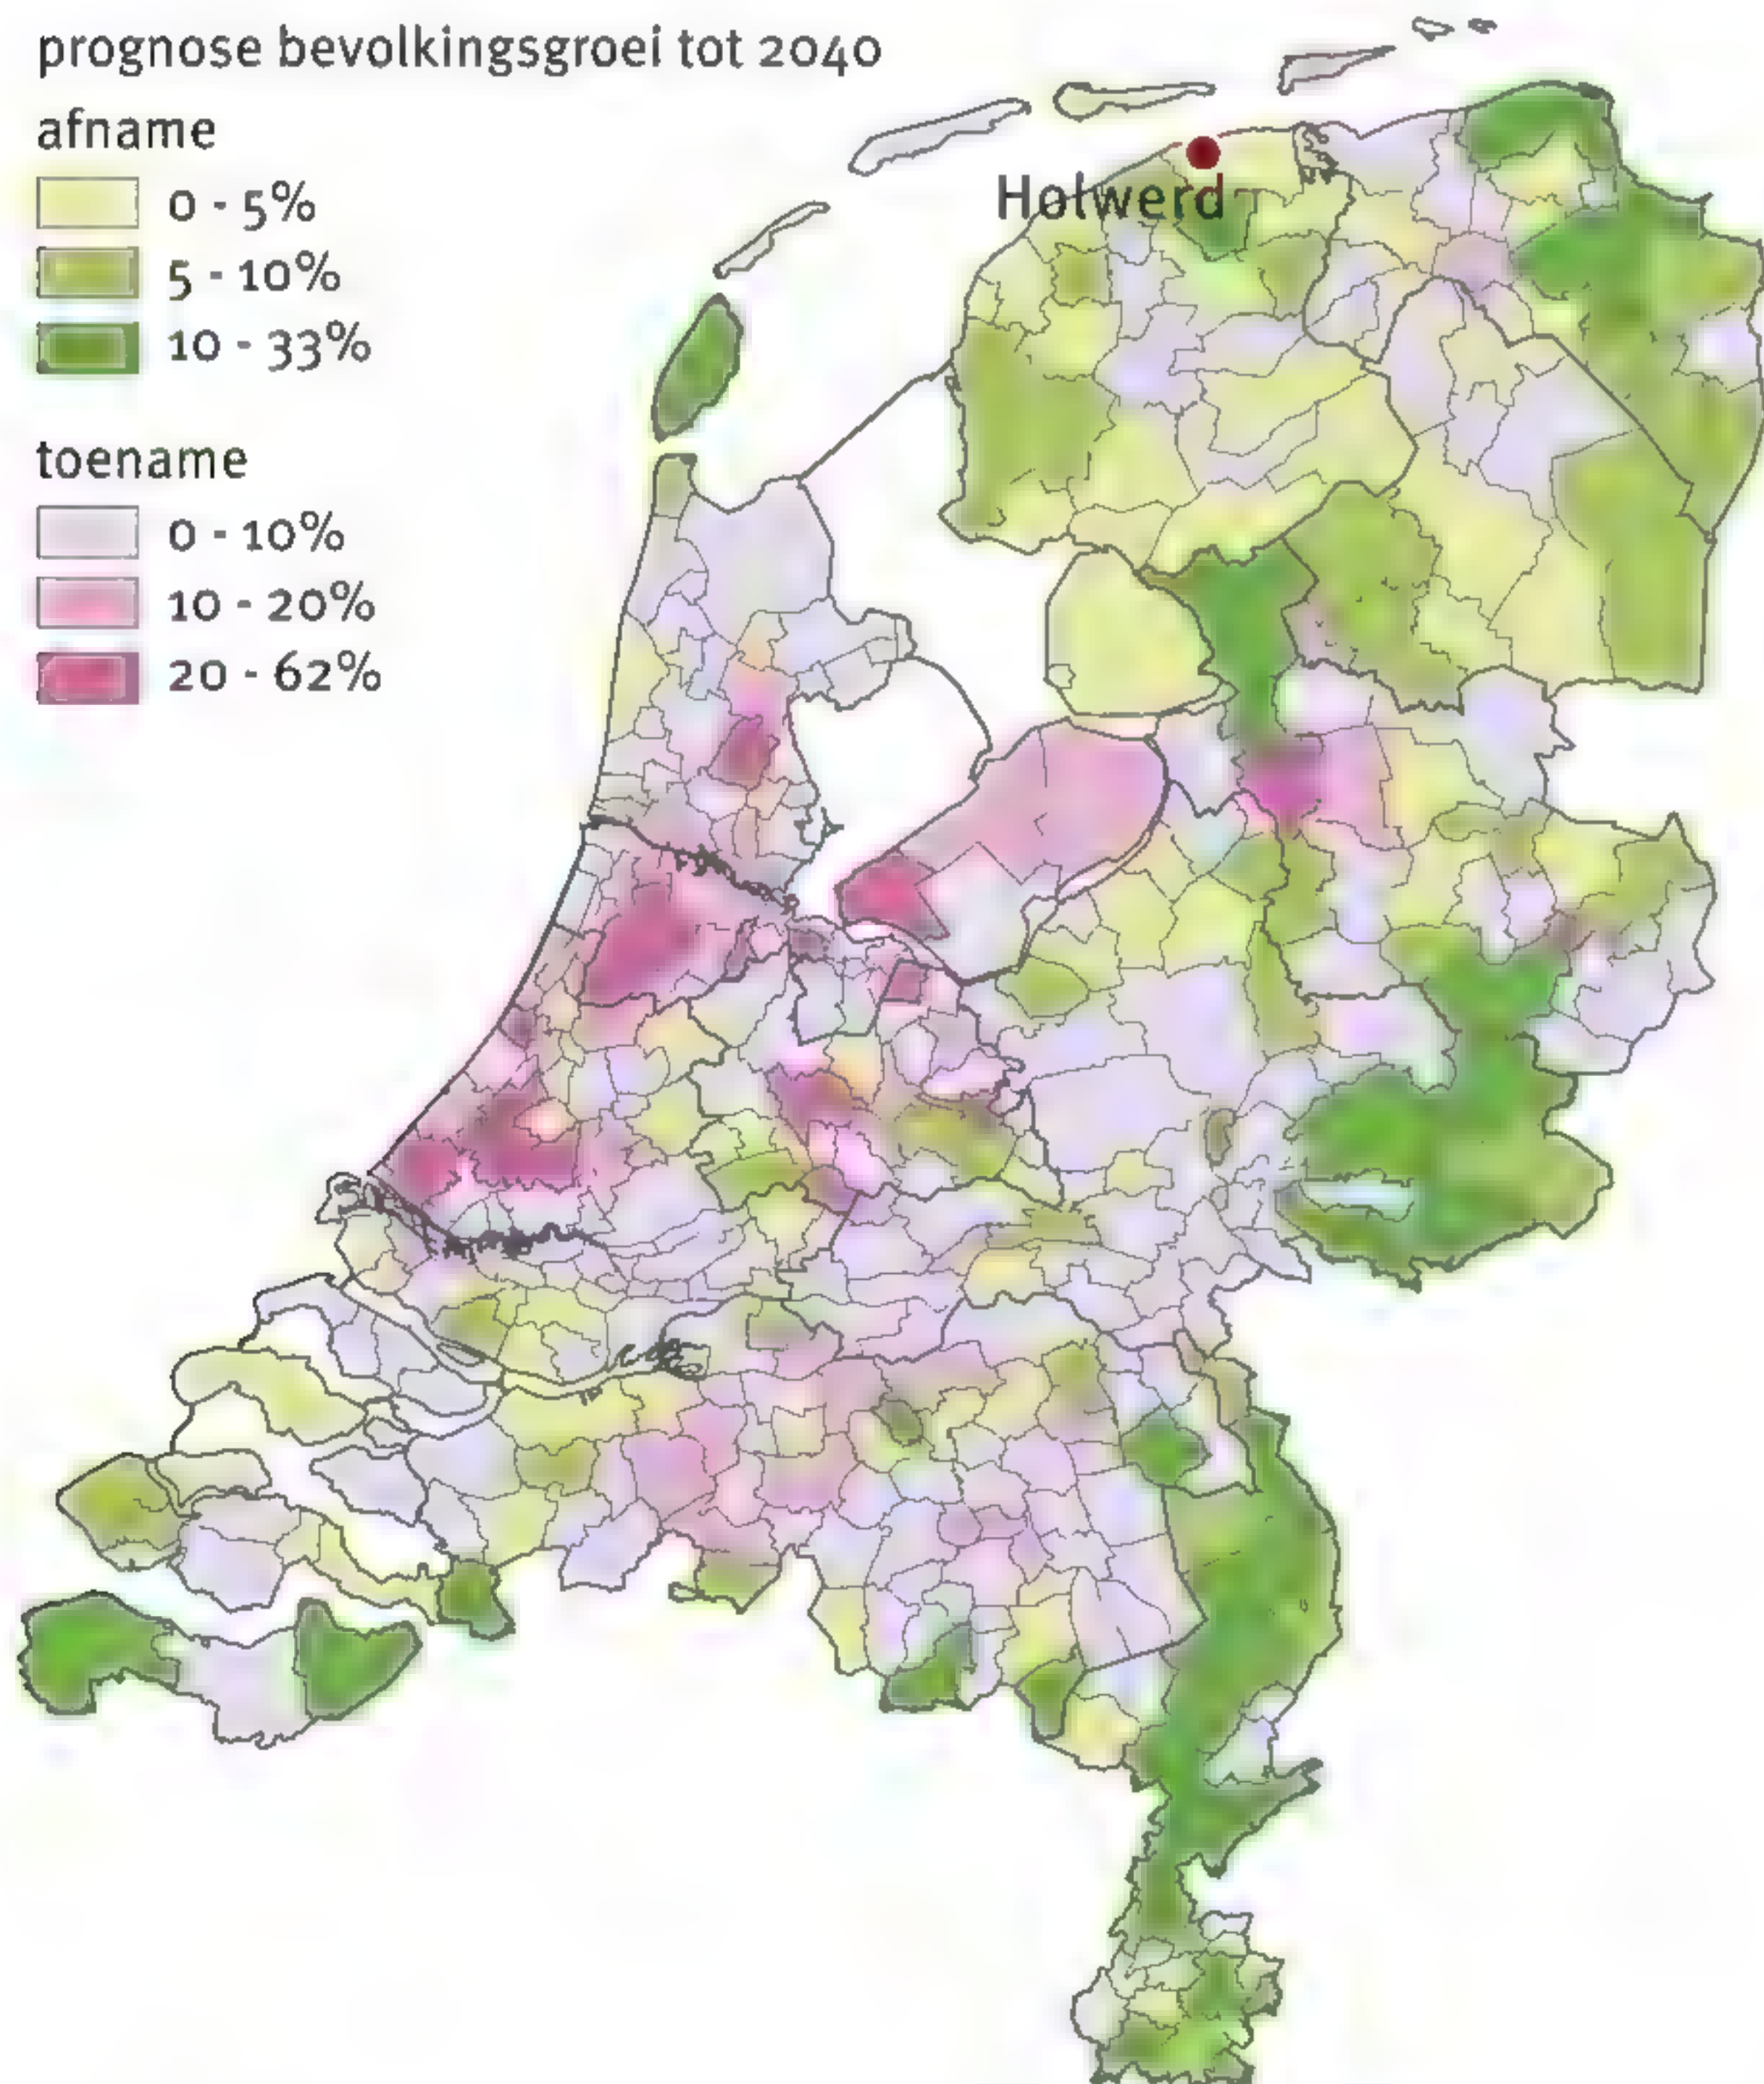 prognose bevolkingsgroei tot 2040
afname
0 - 5%
5 - 10%
10 - 33%
toename
0 - 10%
10 - 20%
20 - 62%
Holwerd